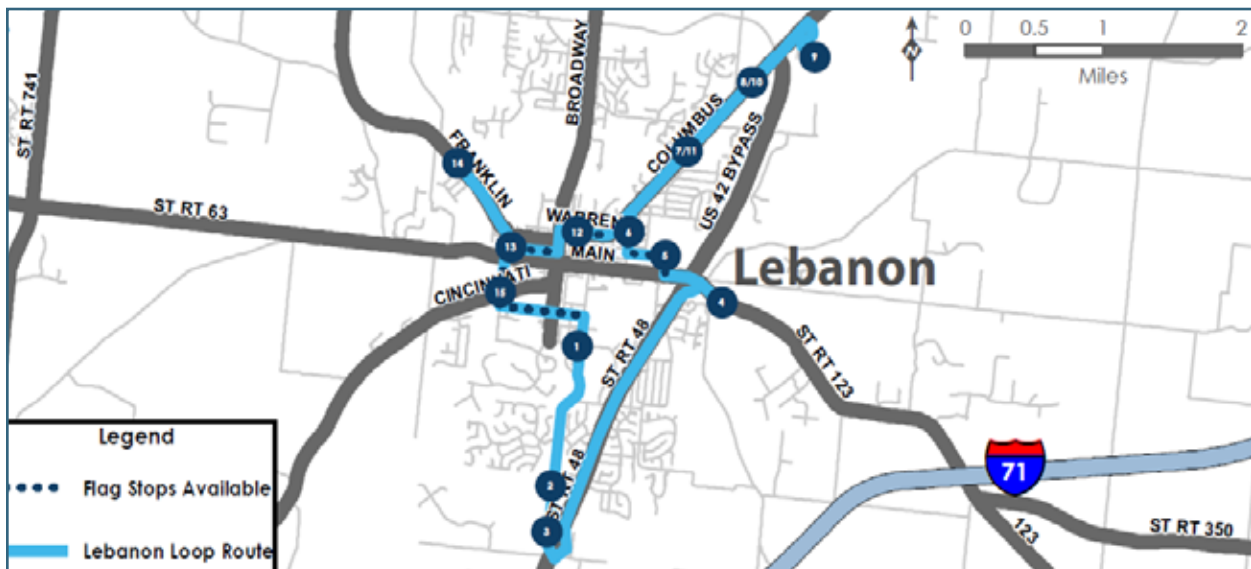 0 0.5 1 2
Miles
N
ST RT 741
BROADWAY
9
8/10
COLUMBUS
7/11
US 42 BYPASS
FRANKLIN
14
ST RT 63
WARREN
12
6
13
MAIN
5
Lebanon
CINCINNATI
15
4
1
ST RT 48
ST RT 123
2
ST RT 48
3
71
123
ST RT 350
Legend
Flag Stops Available
Lebanon Loop Route